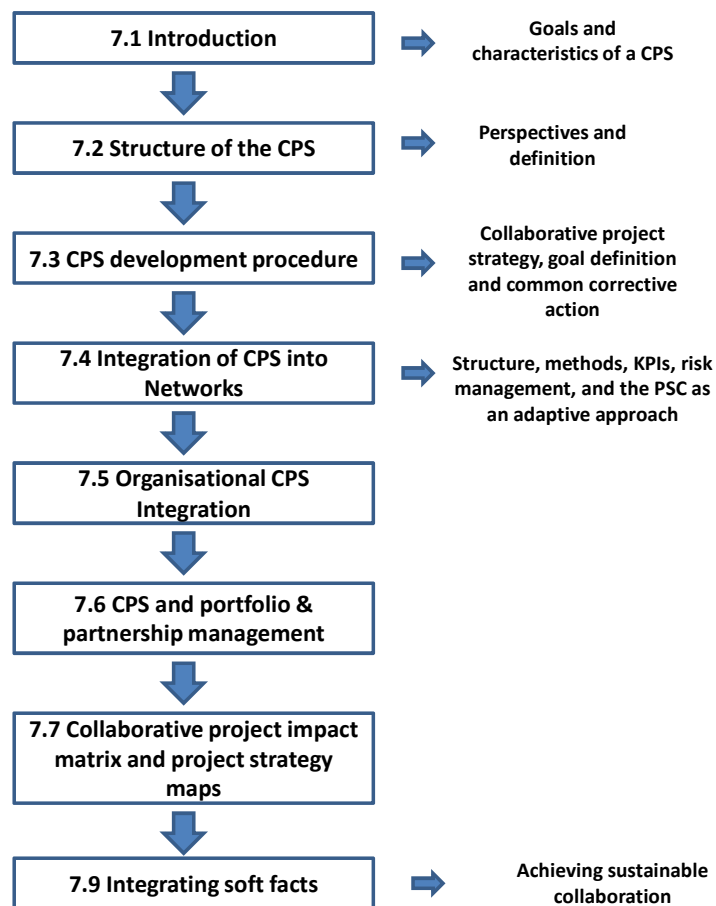 7.1 Introduction
Goals and
characteristics of a CPS
7.2 Structure of the CPS
Perspectives and
definition
7.3 CPS development procedure
Collaborative project
strategy, goal definition
and common corrective
action
7.4 Integration of CPS into
Networks
Structure, methods, KPIs, risk
management, and the PSC as
an adaptive approach
7.5 Organisational CPS
Integration
7.6 CPS and portfolio &
partnership management
7.7 Collaborative project impact
matrix and project strategy
maps
7.9 Integrating soft facts
Achieving sustainable
collaboration